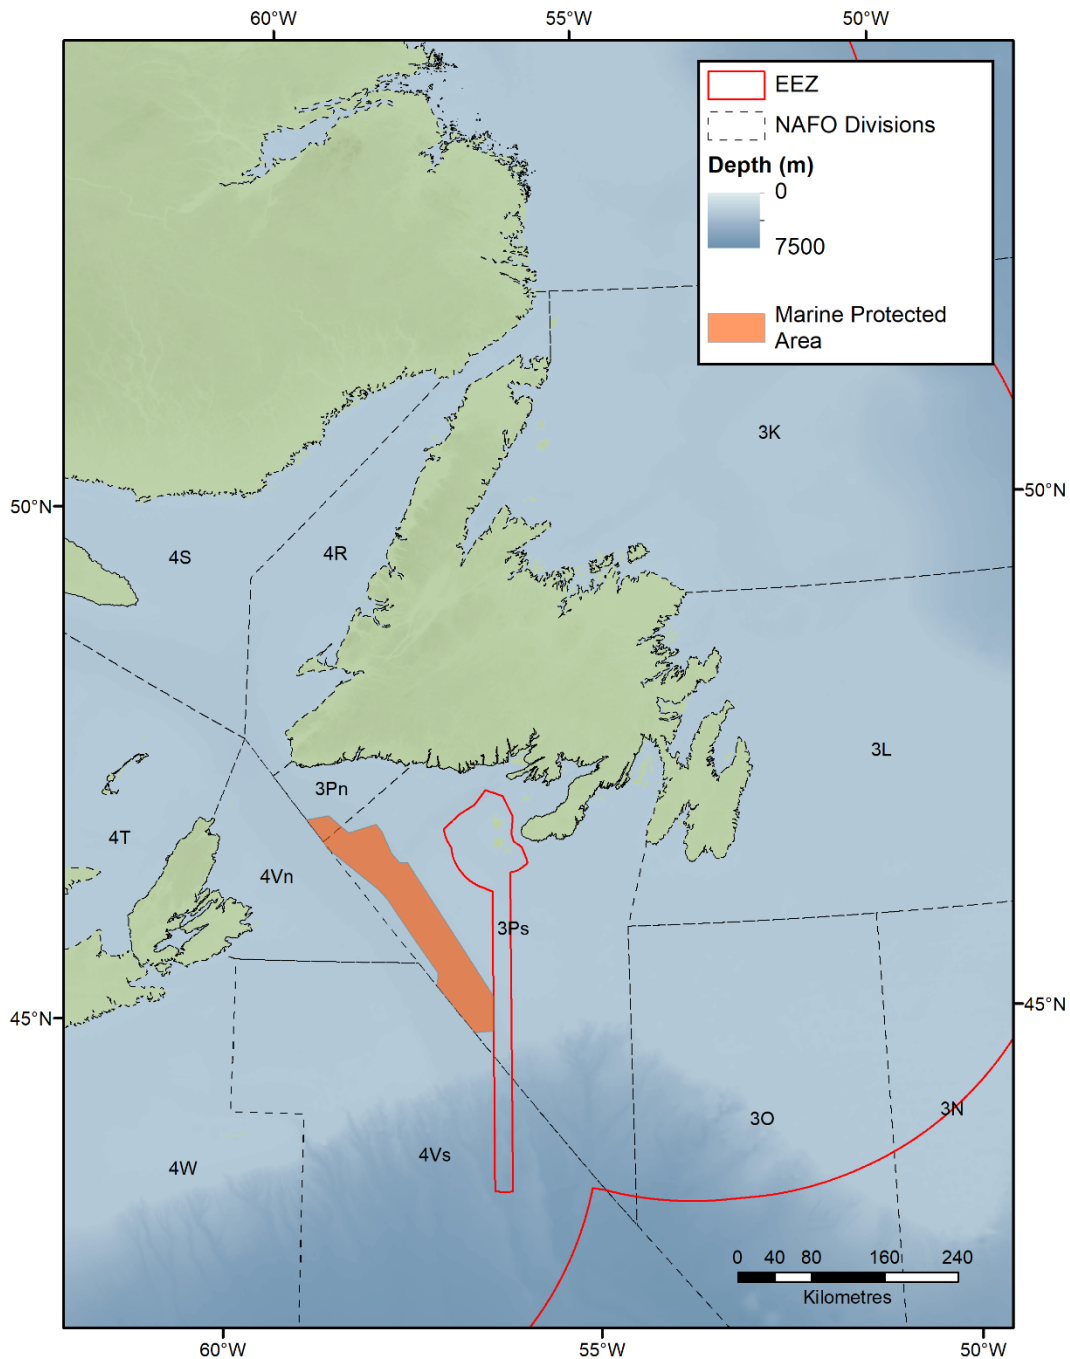 60°W
55°W
50°W
EEZ
NAFO Divisions
Depth (m)
0
7500
Marine Protected
Area
3K
50°N
50°N
4S
4R
3L
3Pn
4T
4Vn
3Ps
45°N
45°N
3N
3O
4Vs
4W
0 40 80 160 240
Kilometres
60°W
55°W
50°W